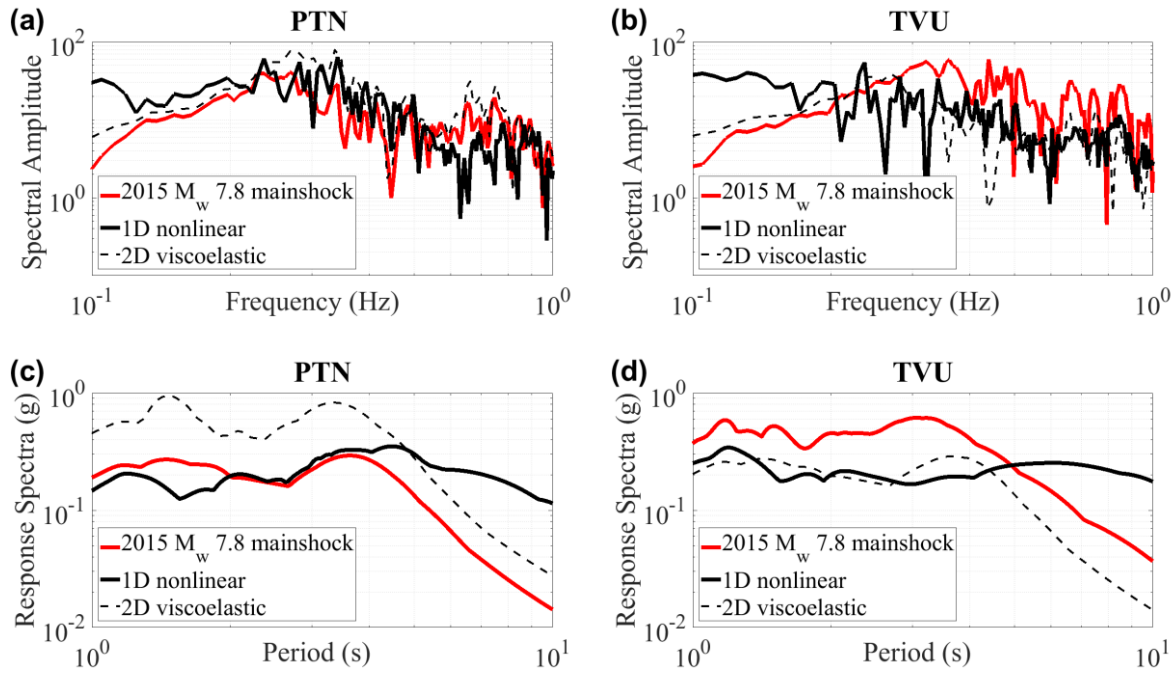 (a) PTN
10^2
10^0
Spectral Amplitude
2015 M_w 7.8 mainshock
1D nonlinear
2D viscoelastic
10^-1 Frequency (Hz) 10^0
(b) TVU
10^2
10^0
Spectral Amplitude
2015 M_w 7.8 mainshock
1D nonlinear
2D viscoelastic
10^-1 Frequency (Hz) 10^0
(c) PTN
10^0
10^-1
10^-2
Response Spectra (g)
2015 M_w 7.8 mainshock
1D nonlinear
2D viscoelastic
10^0 Period (s) 10^1
(d) TVU
10^0
10^-1
10^-2
Response Spectra (g)
2015 M_w 7.8 mainshock
1D nonlinear
2D viscoelastic
10^0 Period (s) 10^1